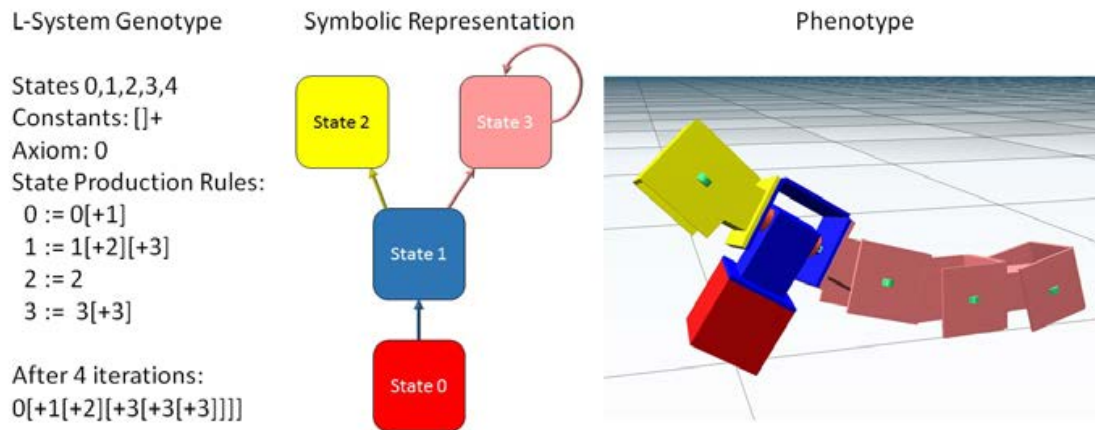 L-System Genotype
Symbolic Representation
Phenotype
States 0,1,2,3,4
Constants: []+
Axiom: 0
State Production Rules:
0 := 0[+1]
1 := 1[+2][+3]
2 := 2
3 := 3[+3]
After 4 iterations:
0[+1[+2][+3[+3[+3]]]]
State 2
State 3
State 1
State 0